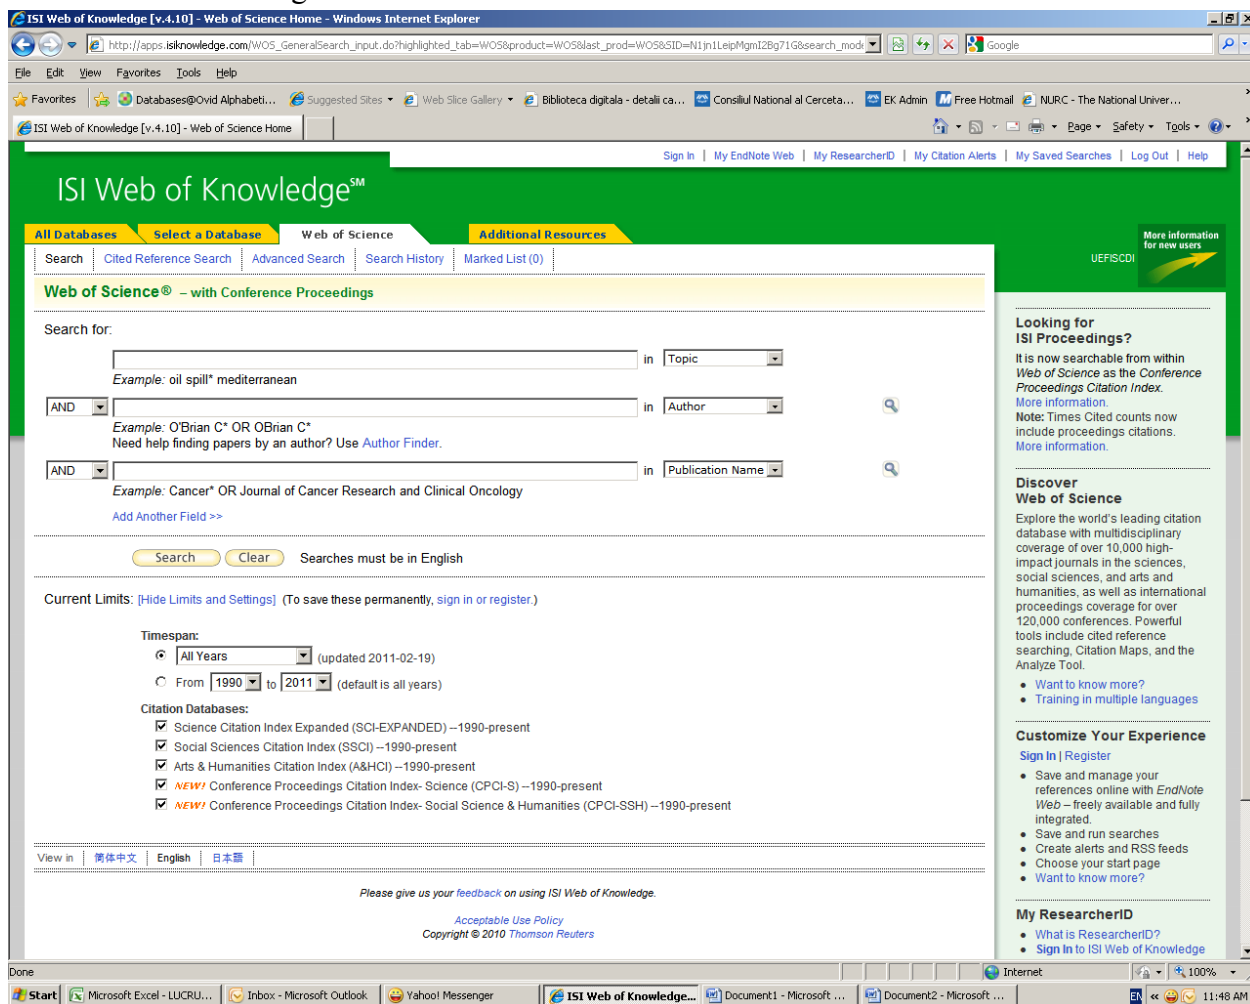 ISI Web of Knowledge [v.4.10] - Web of Science Home - Windows Internet Explorer
http://apps.isiknowledge.com/WOS_GeneralSearch_input.do?highlighted_tab=WOS&product=WOS&last_prod=WOS&SID=N1jn1LeipMgmI2Bg71G&search_mode
Google
File Edit View Favorites Tools Help
Favorites Databases@Ovid Alphabeti... Suggested Sites Web Slice Gallery Biblioteca digitala - detalii ca... Consiliul National al Cerceta... EK Admin Free Hotmail NURC - The National Univer...
ISI Web of Knowledge [v.4.10] - Web of Science Home Page Safety Tools
Sign In | My EndNote Web | My ResearcherID | My Citation Alerts | My Saved Searches | Log Out | Help
ISI Web of Knowledge℠
All Databases Select a Database Web of Science Additional Resources
Search Cited Reference Search Advanced Search Search History Marked List (0)
UEFISCDI
More information
for new users
Web of Science® – with Conference Proceedings
Search for:
in Topic
Example: oil spill* mediterranean
AND in Author
Example: O'Brian C* OR OBrian C*
Need help finding papers by an author? Use Author Finder.
AND in Publication Name
Example: Cancer* OR Journal of Cancer Research and Clinical Oncology
Add Another Field >>
Search Clear Searches must be in English
Current Limits: [Hide Limits and Settings] (To save these permanently, sign in or register.)
Timespan:
All Years (updated 2011-02-19)
From 1990 to 2011 (default is all years)
Citation Databases:
Science Citation Index Expanded (SCI-EXPANDED) --1990-present
Social Sciences Citation Index (SSCI) --1990-present
Arts & Humanities Citation Index (A&HCI) --1990-present
NEW! Conference Proceedings Citation Index- Science (CPCI-S) --1990-present
NEW! Conference Proceedings Citation Index- Social Science & Humanities (CPCI-SSH) --1990-present
View in 简体中文 English 日本語
Please give us your feedback on using ISI Web of Knowledge.
Acceptable Use Policy
Copyright © 2010 Thomson Reuters
Looking for
ISI Proceedings?
It is now searchable from within
Web of Science as the Conference
Proceedings Citation Index.
More information.
Note: Times Cited counts now
include proceedings citations.
More information.
Discover
Web of Science
Explore the world's leading citation
database with multidisciplinary
coverage of over 10,000 high-
impact journals in the sciences,
social sciences, and arts and
humanities, as well as international
proceedings coverage for over
120,000 conferences. Powerful
tools include cited reference
searching, Citation Maps, and the
Analyze Tool.
Want to know more?
Training in multiple languages
Customize Your Experience
Sign In | Register
Save and manage your
references online with EndNote
Web – freely available and fully
integrated.
Save and run searches
Create alerts and RSS feeds
Choose your start page
Want to know more?
My ResearcherID
What is ResearcherID?
Sign In to ISI Web of Knowledge
Done Internet 100%
Start Microsoft Excel - LUCRU... Inbox - Microsoft Outlook Yahoo! Messenger ISI Web of Knowledge... Document1 - Microsoft ... Document2 - Microsoft ... EN 11:48 AM